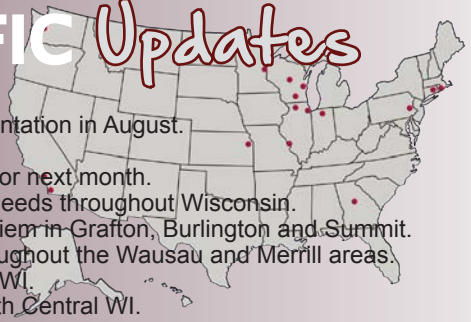 FIC Updates
ntation in August.
or next month.
eeds throughout Wisconsin.
iem in Grafton, Burlington and Summit.
ughout the Wausau and Merrill areas.
WI.
th Central WI.